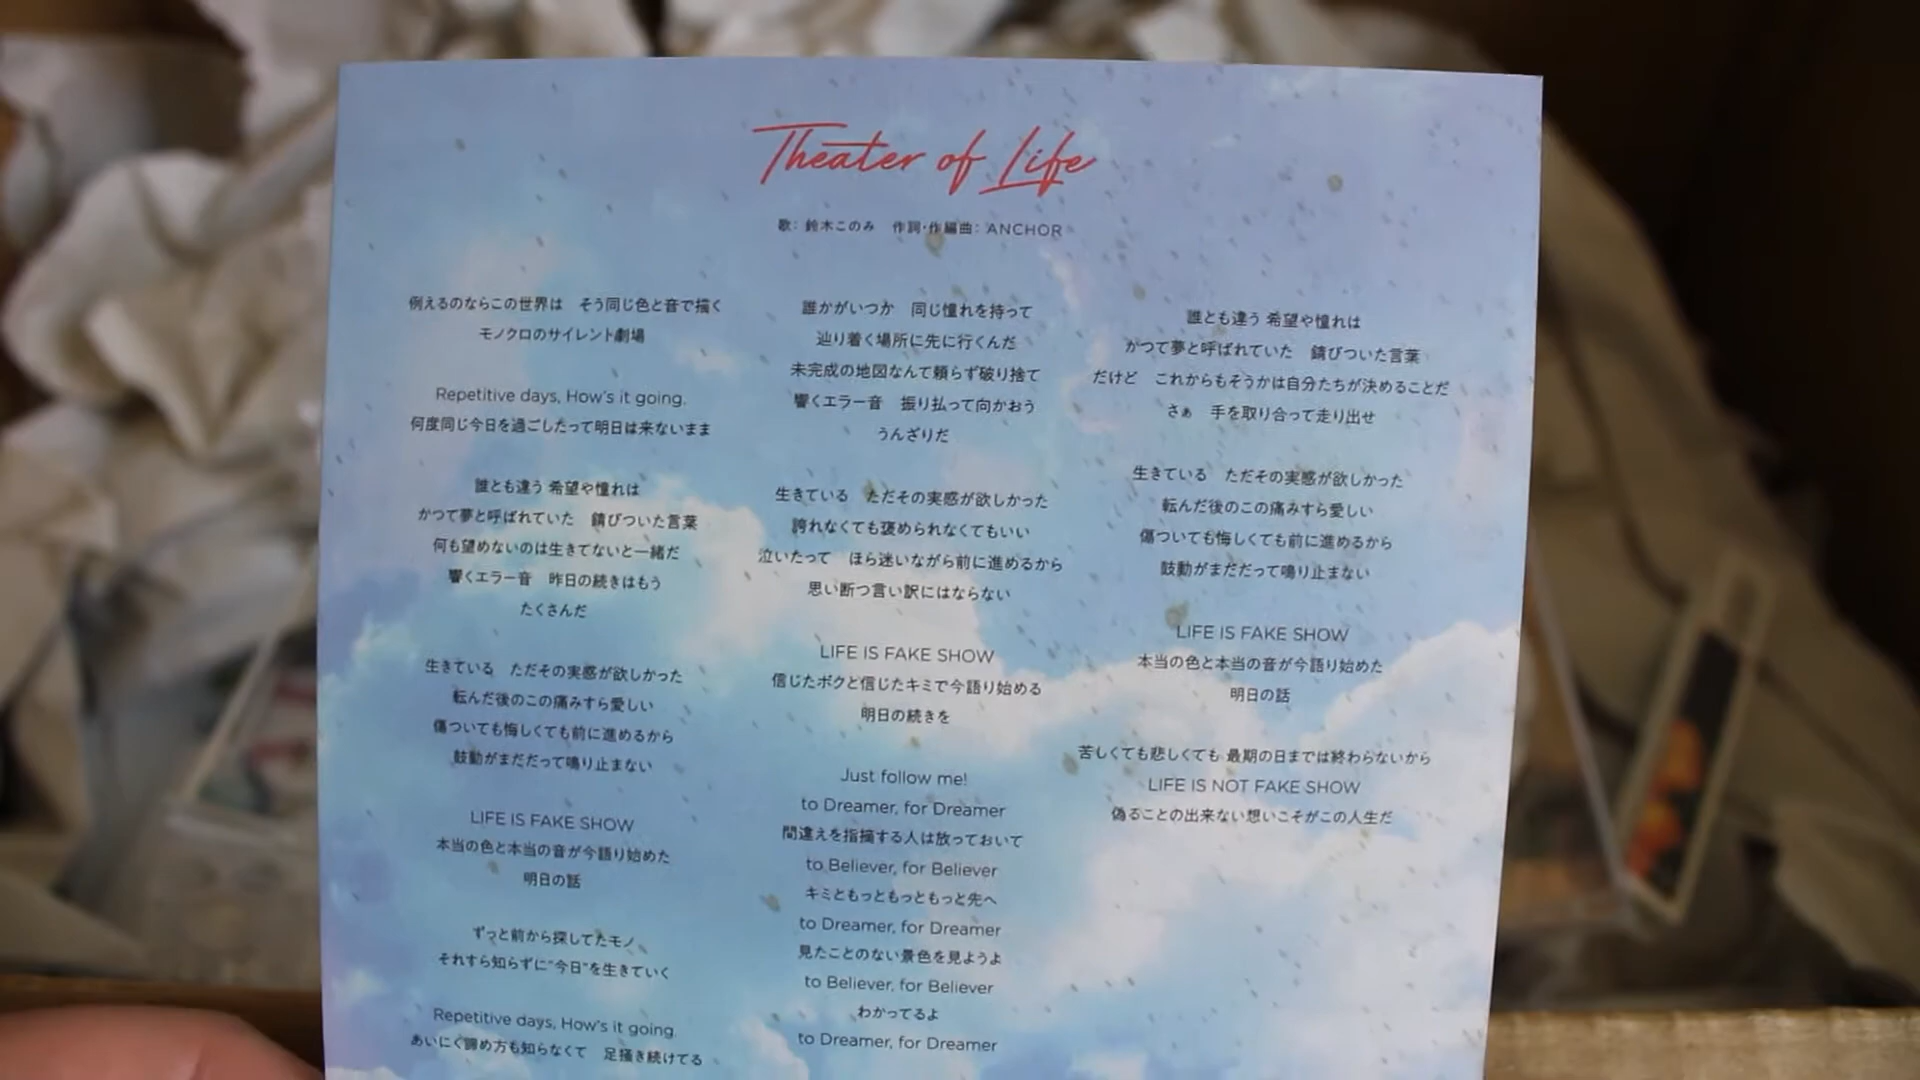 Theater of Life
歌: 鈴木このみ　作詞・作編曲: ANCHOR
例えるのならこの世界は　そう同じ色と音で描く
モノクロのサイレント劇場
Repetitive days, How's it going.
何度同じ今日を過ごしたって明日は来ないまま
誰とも違う 希望や憧れは
かつて夢と呼ばれていた　錆びついた言葉
何も望めないのは生きてないと一緒だ
響くエラー音　昨日の続きはもう
たくさんだ
生きている　ただその実感が欲しかった
転んだ後のこの痛みすら愛しい
傷ついても悔しくても前に進めるから
鼓動がまだだって鳴り止まない
LIFE IS FAKE SHOW
本当の色と本当の音が今語り始めた
明日の話
ずっと前から探してたモノ
それすら知らずに"今日"を生きていく
Repetitive days, How's it going.
あいにく諦め方も知らなくて　足掻き続けてる
誰かがいつか　同じ憧れを持って
辿り着く場所に先に行くんだ
未完成の地図なんて頼らず破り捨て
響くエラー音　振り払って向かおう
うんざりだ
生きている　ただその実感が欲しかった
誇れなくても褒められなくてもいい
泣いたって　ほら迷いながら前に進めるから
思い断つ言い訳にはならない
LIFE IS FAKE SHOW
信じたボクと信じたキミで今語り始める
明日の続きを
Just follow me!
to Dreamer, for Dreamer
間違えを指摘する人は放っておいて
to Believer, for Believer
キミともっともっともっと先へ
to Dreamer, for Dreamer
見たことのない景色を見ようよ
to Believer, for Believer
わかってるよ
to Dreamer, for Dreamer
誰とも違う 希望や憧れは
かつて夢と呼ばれていた　錆びついた言葉
だけど　これからもそうかは自分たちが決めることだ
さぁ　手を取り合って走り出せ
生きている　ただその実感が欲しかった
転んだ後のこの痛みすら愛しい
傷ついても悔しくても前に進めるから
鼓動がまだだって鳴り止まない
LIFE IS FAKE SHOW
本当の色と本当の音が今語り始めた
明日の話
苦しくても悲しくても 最期の日までは終わらないから
LIFE IS NOT FAKE SHOW
偽ることの出来ない想いこそがこの人生だ